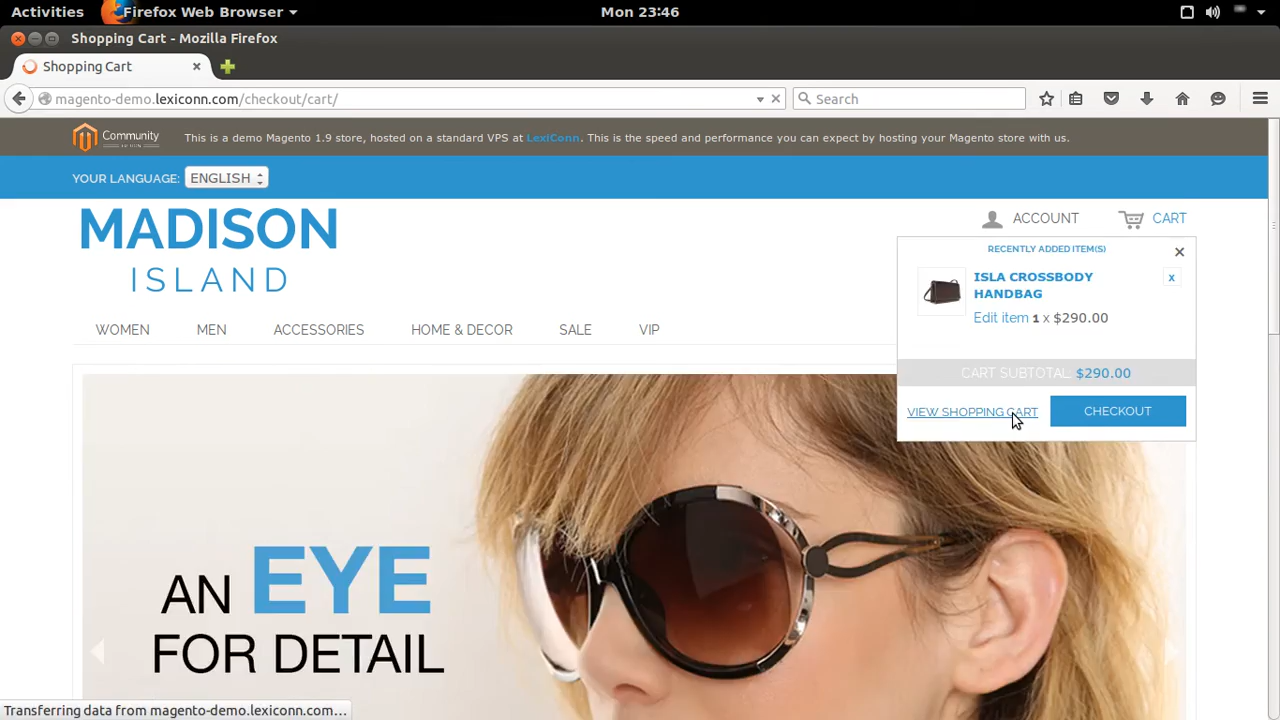 Activities Firefox Web Browser Mon 23:46
Shopping Cart - Mozilla Firefox
Shopping Cart
magento-demo.lexiconn.com/checkout/cart/ Search
Community This is a demo Magento 1.9 store, hosted on a standard VPS at LexiConn. This is the speed and performance you can expect by hosting your Magento store with us.
YOUR LANGUAGE: ENGLISH
MADISON
ISLAND
ACCOUNT CART
RECENTLY ADDED ITEM(S)
ISLA CROSSBODY x
HANDBAG
Edit item 1 x $290.00
WOMEN MEN ACCESSORIES HOME & DECOR SALE VIP
CART SUBTOTAL $290.00
VIEW SHOPPING CART CHECKOUT
AN EYE
FOR DETAIL
Transferring data from magento-demo.lexiconn.com...